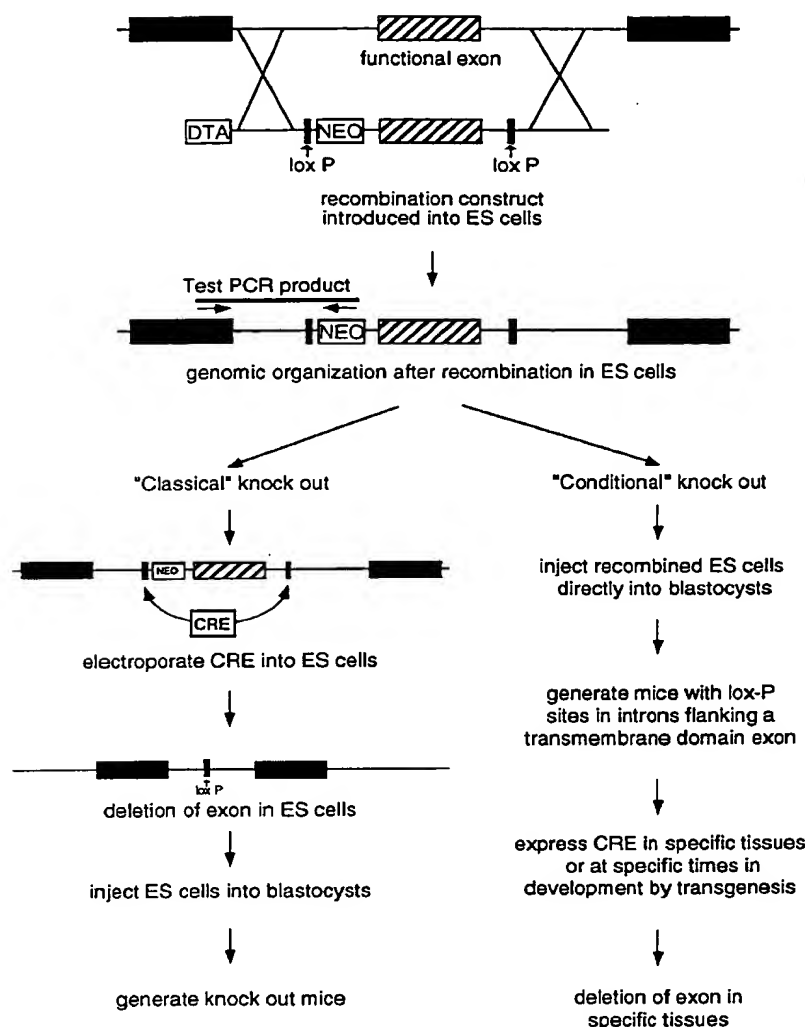 functional exon
DTA
NEO
lox P
lox P
recombination construct
introduced into ES cells
Test PCR product
NEO
genomic organization after recombination in ES cells
"Classical" knock out
"Conditional" knock out
NEO
CRE
electroporate CRE into ES cells
inject recombined ES cells
directly into blastocysts
generate mice with lox-P
sites in introns flanking a
transmembrane domain exon
lox P
deletion of exon in ES cells
express CRE in specific tissues
or at specific times in
development by transgenesis
inject ES cells into blastocysts
generate knock out mice
deletion of exon in
specific tissues